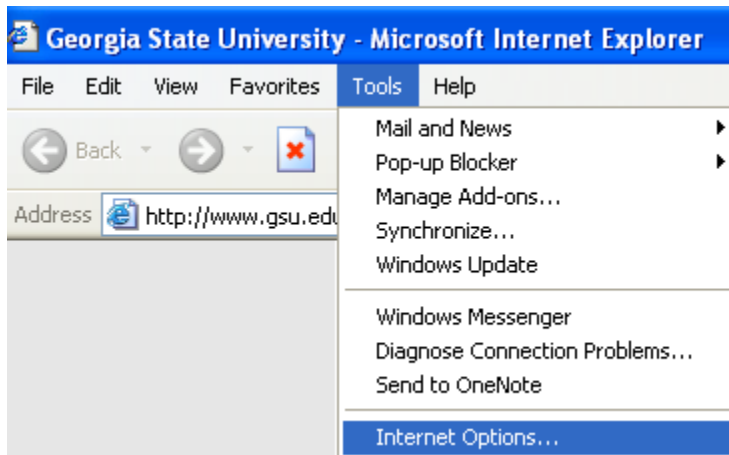 Georgia State University - Microsoft Internet Explorer
File Edit View Favorites Tools Help
Back
Address http://www.gsu.edu
Mail and News
Pop-up Blocker
Manage Add-ons...
Synchronize...
Windows Update
Windows Messenger
Diagnose Connection Problems...
Send to OneNote
Internet Options...